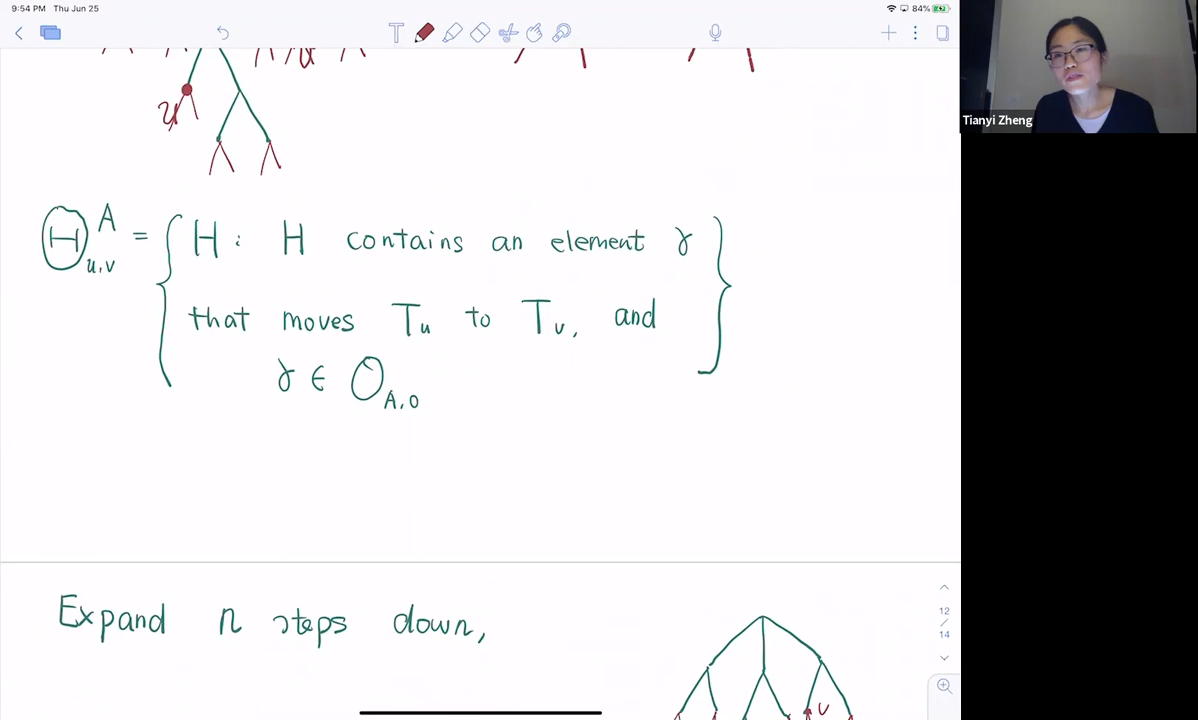 9:54 PM Thu Jun 25
84%
Tianyi Zheng
u
Θ^A_{u,v} = { H : H contains an element γ
that moves T_u to T_v, and
γ ∈ O_{A,0} }
Expand n steps down,
12
/
14
v